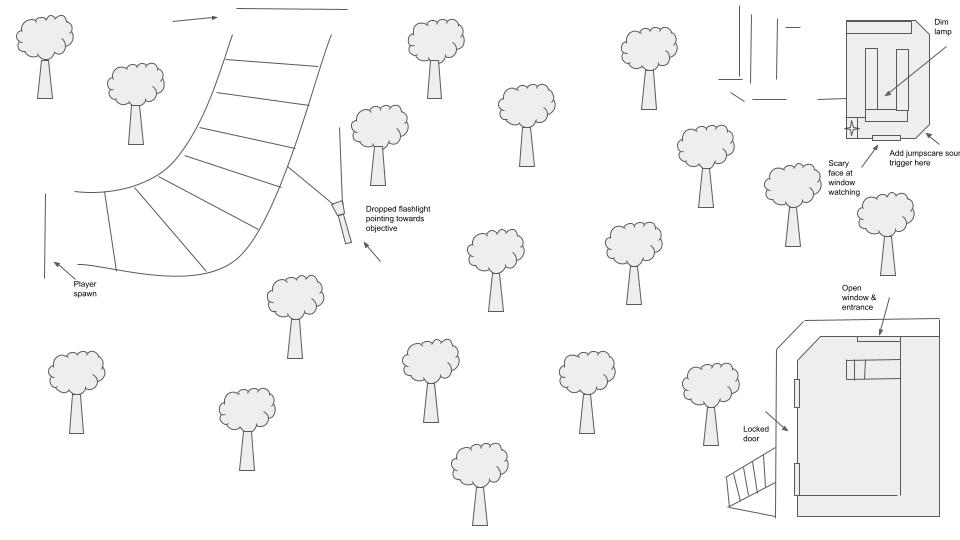 Dim
lamp
Add jumpscare sour
trigger here
Scary
face at
window
watching
Dropped flashlight
pointing towards
objective
Player
spawn
Open
window &
entrance
Locked
door